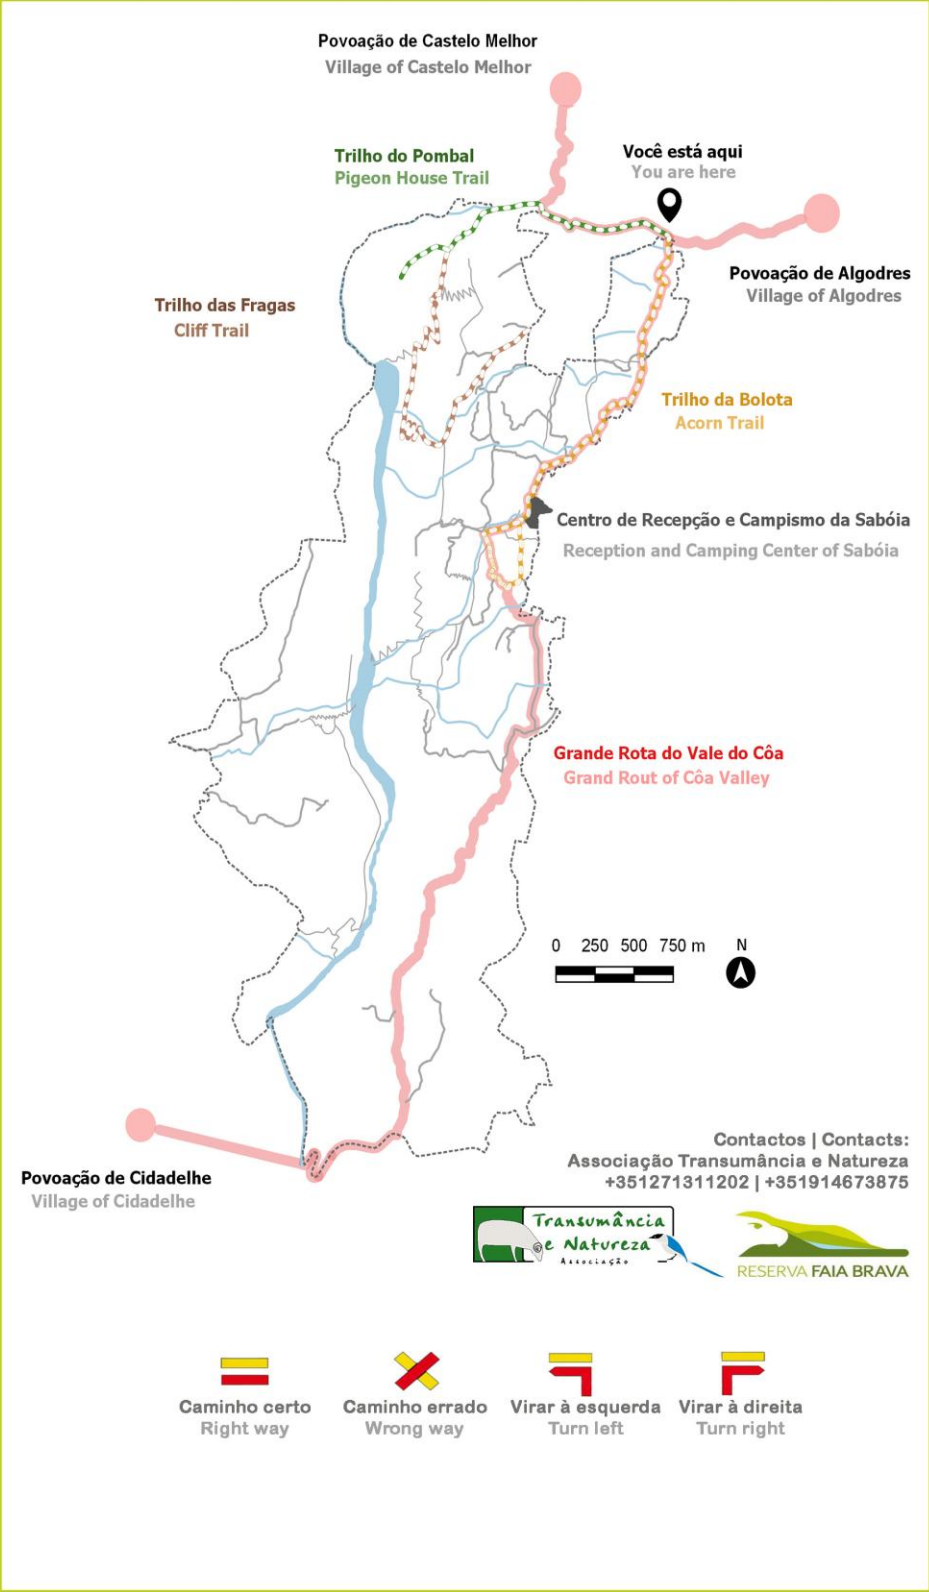 Povoação de Castelo Melhor
Village of Castelo Melhor
Trilho do Pombal
Pigeon House Trail
Você está aqui
You are here
Povoação de Algodres
Village of Algodres
Trilho das Fragas
Cliff Trail
Trilho da Bolota
Acorn Trail
Centro de Recepção e Campismo da Sabóia
Reception and Camping Center of Sabóia
Grande Rota do Vale do Côa
Grand Rout of Côa Valley
0 250 500 750 m
N
Contactos | Contacts:
Associação Transumância e Natureza
+351271311202 | +351914673875
Povoação de Cidadelhe
Village of Cidadelhe
Transumância
e Natureza
Associação
RESERVA FAIA BRAVA
Caminho certo
Right way
Caminho errado
Wrong way
Virar à esquerda
Turn left
Virar à direita
Turn right